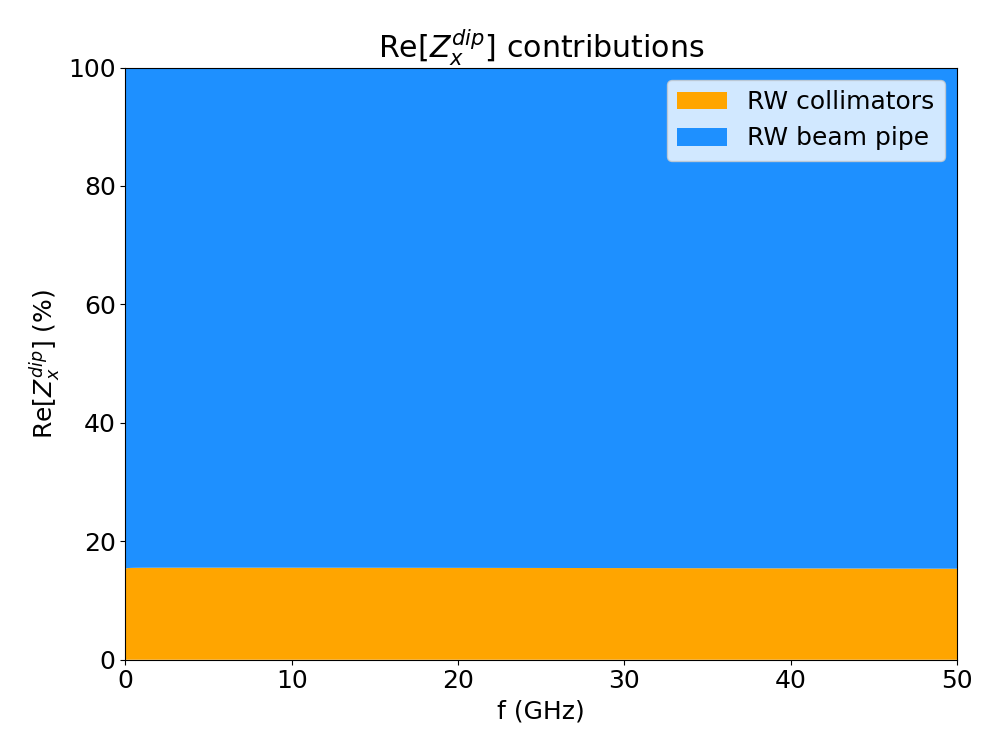 Re[$Z_x^{dip}$] contributions
RW collimators
RW beam pipe
Re[$Z_x^{dip}$] (%)
100
80
60
40
20
0
0 10 20 30 40 50
f (GHz)